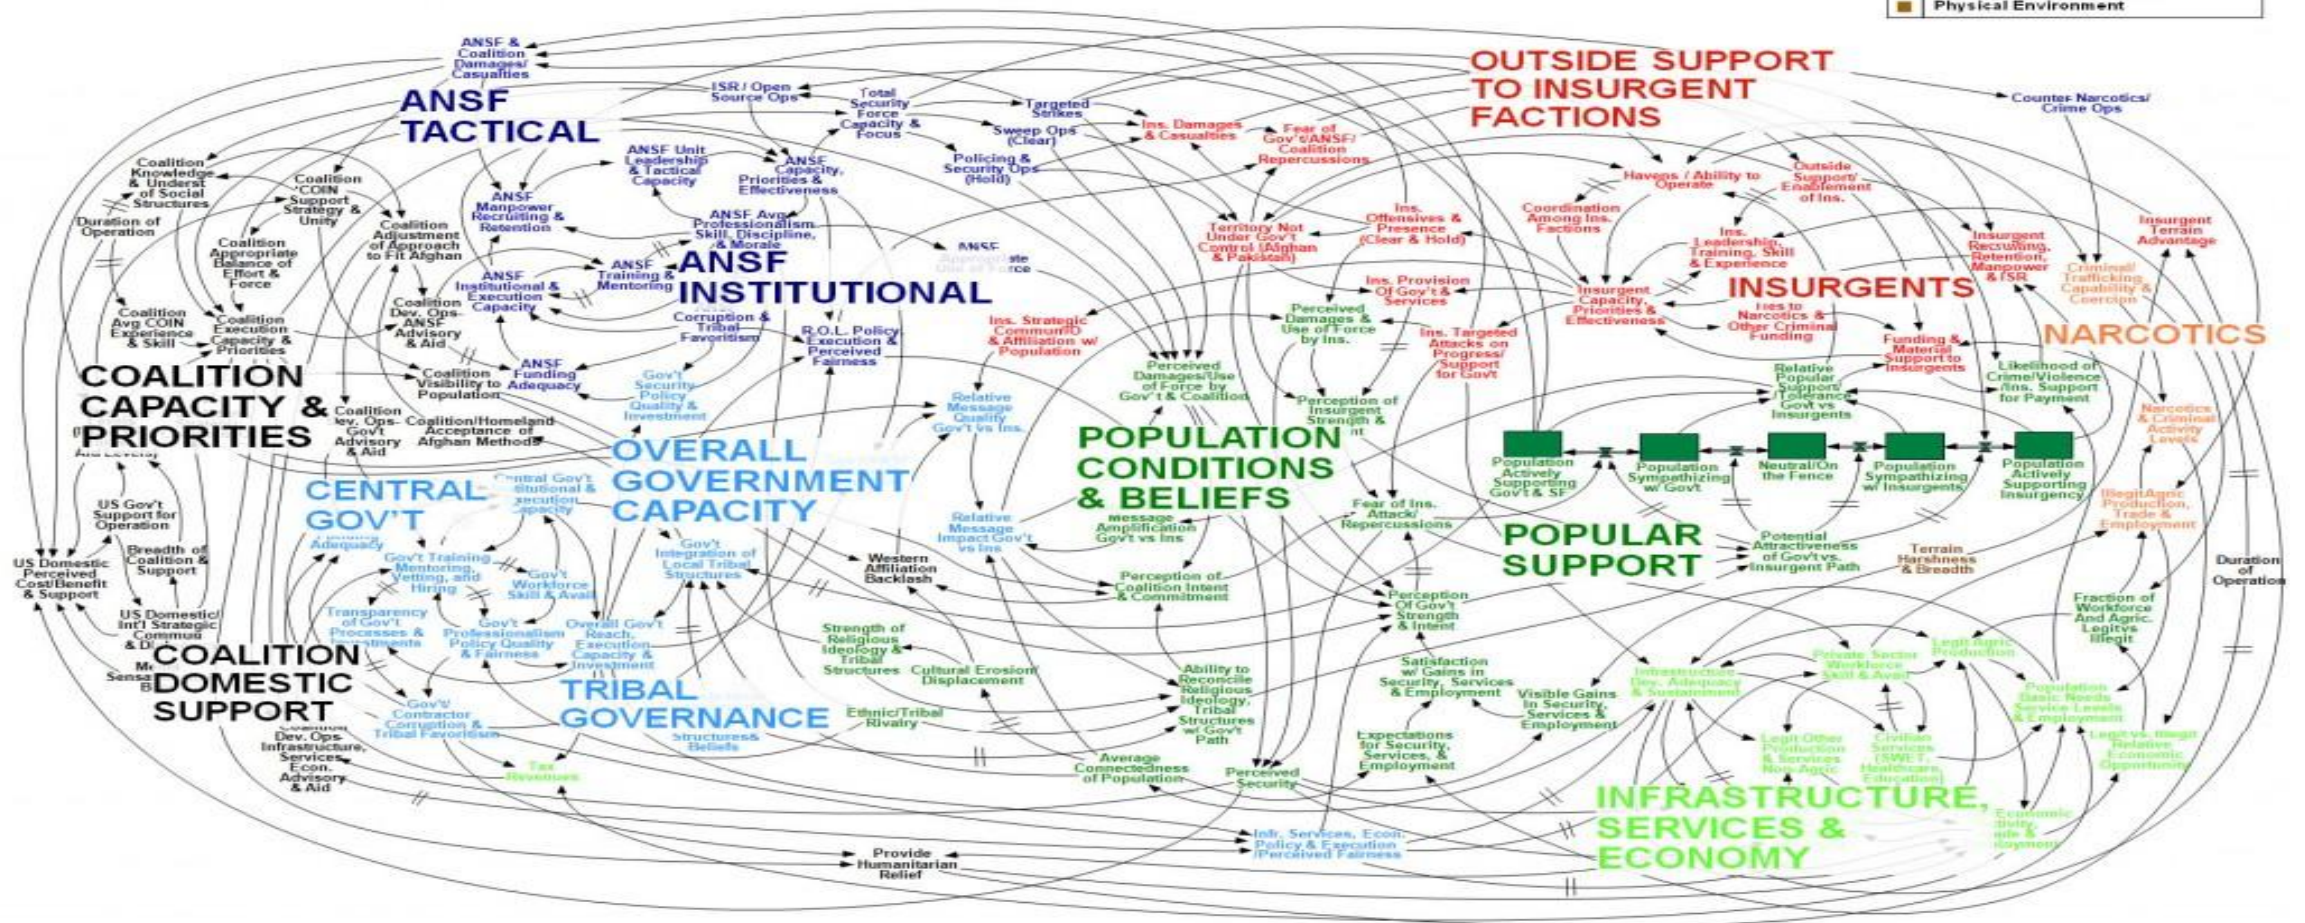 Physical Environment
ANSF &
Coalition
Damages/
Casualties
OUTSIDE SUPPORT
TO INSURGENT
FACTIONS
ANSF
TACTICAL
ISR / Open
Source Ops
Total
Security
Force
Capacity &
Focus
Targeted
Strikes
Sweep Ops
(Clear)
Policing &
Security Ops
(Hold)
Ins. Damages
& Casualties
Fear of
Gov't/ANSF/
Coalition
Repercussions
Counter Narcotics/
Crime Ops
Coalition
Knowledge
& Underst
of Social
Structures
Coalition
COIN
Support
Strategy &
Unity
Duration of
Operation
ANSF Unit
Leadership
& Tactical
Capacity
ANSF
Capacity,
Priorities &
Effectiveness
ANSF
Manpower
Recruiting &
Retention
ANSF Avg
Professionalism
Skill, Discipline,
& Morale
Coalition
Adjustment
of Approach
to Fit Afghan
Coalition
Appropriate
Balance of
Effort &
Force
ANSF
Institutional &
Execution
Capacity
ANSF
Training &
Mentoring
ANSF
INSTITUTIONAL
ANSF
Territory Not
Under Gov't
Control (Afghan
& Pakistan)
Ins.
Offensives &
Presence
(Clear & Hold)
Havens / Ability to
Operate
Outside
Support/
Enablement
of Ins.
Coordination
Among Ins.
Factions
Ins.
Leadership,
Training, Skill
& Experience
Insurgent
Recruiting,
Retention,
Manpower
& ISR
Insurgent
Terrain
Advantage
Criminal/
Trafficking
Capability &
Coercion
Ins. Provision
Of Gov't &
Services
Insurgent
Capacity,
Priorities &
Effectiveness
INSURGENTS
Ties to
Narcotics &
Other Criminal
Funding
Funding &
Material
Support to
Insurgents
NARCOTICS
Coalition
Avg COIN
Experience
& Skill
Coalition
Execution
Capacity &
Priorities
Coalition
Dev. Ops-
ANSF
Advisory
& Aid
Corruption &
Tribal
Favoritism
R.O.L. Policy,
Execution &
Perceived
Fairness
Ins. Strategic
& Affiliation w/
Population
Perceived
Damages &
Use of Force
by Ins.
Ins. Targeted
Attacks on
Progress/
Support
for Gov't
COALITION
CAPACITY &
PRIORITIES
Coalition
Visibility to
Population
ANSF
Funding
Adequacy
Gov't
Security
Policy
Quality &
Investment
Perceived
Damages/Use
of Force by
Gov't & Coalition
Relative
Popular
Support/
Tolerance
Gov't vs
Insurgents
Likelihood of
Crime/Violence
/Ins. Support
for Payment
Coalition
Gov't
Advisory
& Aid
Coalition/Homeland
Acceptance of
Afghan Methods
Relative
Message
Quality
Gov't vs Ins.
Perception of
Insurgent
Strength &
Narcotics
& Criminal
Activity
Levels
OVERALL
GOVERNMENT
CAPACITY
POPULATION
CONDITIONS
& BELIEFS
Population
Actively
Supporting
Gov't & SF
Population
Sympathizing
w/ Gov't
Neutral/On
the Fence
Population
Sympathizing
w/ Insurgents
Population
Actively
Supporting
Insurgency
CENTRAL
GOV'T
Adequacy
US Gov't
Support for
Operation
Relative
Message
Impact Gov't
vs Ins
Message
Amplification
Gov't vs Ins
Fear of Ins.
Attack/
Repercussions
POPULAR
SUPPORT
Potential
Attractiveness
of Gov't vs.
Insurgent Path
Terrain
Harshness
& Breadth
Illegit Agric
Production,
Trade &
Employment
Duration
of
Operation
US Domestic
Perceived
Cost/Benefit
& Support
Breadth of
Coalition &
Support
Gov't Training
Mentoring,
Vetting, and
Hiring
Gov't
Workforce
Skill & Avail
Gov't
Integration of
Local Tribal
Structures
Western
Affiliation
Backlash
Perception of
Coalition Intent
& Commitment
Perception
Of Gov't
Strength
& Intent
Fraction of
Workforce
And Agric.
Legit vs
Illegit
US Domestic/
Int'l Strategic
Commun
Transparency
of Gov't
Processes &
Investments
Gov't
Professionalism
Policy Quality
& Fairness
Overall Gov't
Reach,
Execution
Capacity &
Investment
Strength of
Religious
Ideology &
Tribal
Structures
Cultural Erosion/
Displacement
COALITION
DOMESTIC
SUPPORT
TRIBAL
GOVERNANCE
Structures &
Beliefs
Ethnic/Tribal
Rivalry
Ability to
Reconcile
Religious
Ideology,
Tribal
Structures
w/ Gov't
Path
Satisfaction
w/ Gains in
Security, Services
& Employment
Visible Gains
In Security,
Services &
Employment
Infrastructure
Dev. Adequacy
& Sustainment
Private Sector
Workforce
Skill & Avail
Legit Agric
Production
Population
Basic Needs
Service Levels
& Employment
Gov't/
Contractor
Corruption &
Tribal Favoritism
Dev. Ops
Infrastructure,
Services,
Econ.
Advisory
& Aid
Tax
Revenues
Average
Connectedness
of Population
Perceived
Security
Expectations
for Security,
Services, &
Employment
Legit Other
Production
& Services
Non-Agric
Civilian
Services
(SWET,
Healthcare,
Education)
Legit vs. Illegit
Relative
Economic
Opportunity
INFRASTRUCTURE,
SERVICES &
ECONOMY
Economic
Infr. Services, Econ.
Policy & Execution
/Perceived Fairness
Provide
Humanitarian
Relief